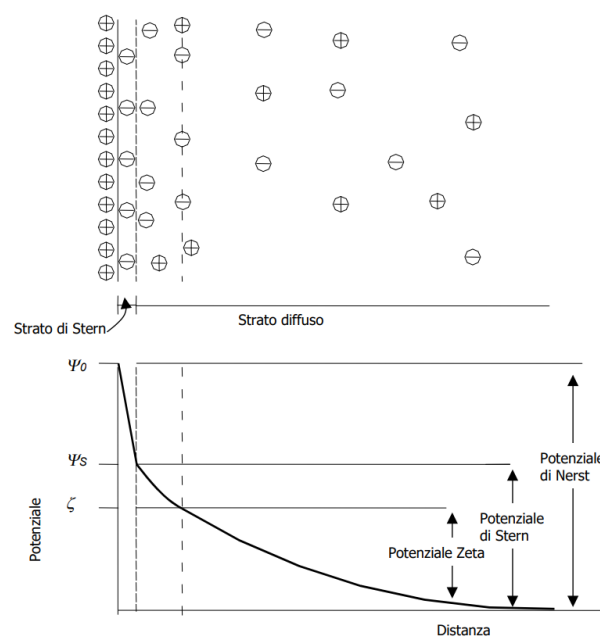 Strato di Stern
Strato diffuso
Ψ0
ΨS
ζ
Potenziale
Potenziale
di Nerst
Potenziale
di Stern
Potenziale Zeta
Distanza